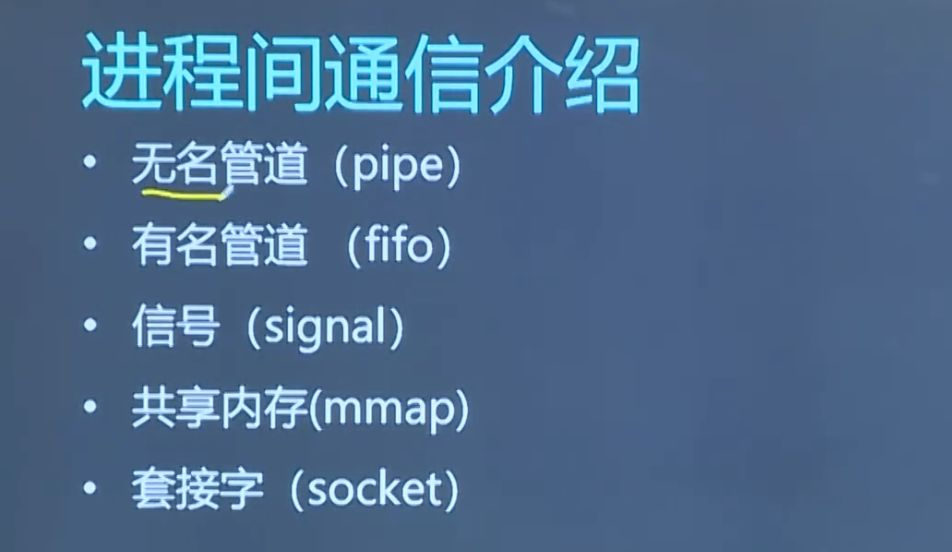 进程间通信介绍
• 无名管道（pipe）
• 有名管道 （fifo）
• 信号（signal）
• 共享内存(mmap)
• 套接字（socket）